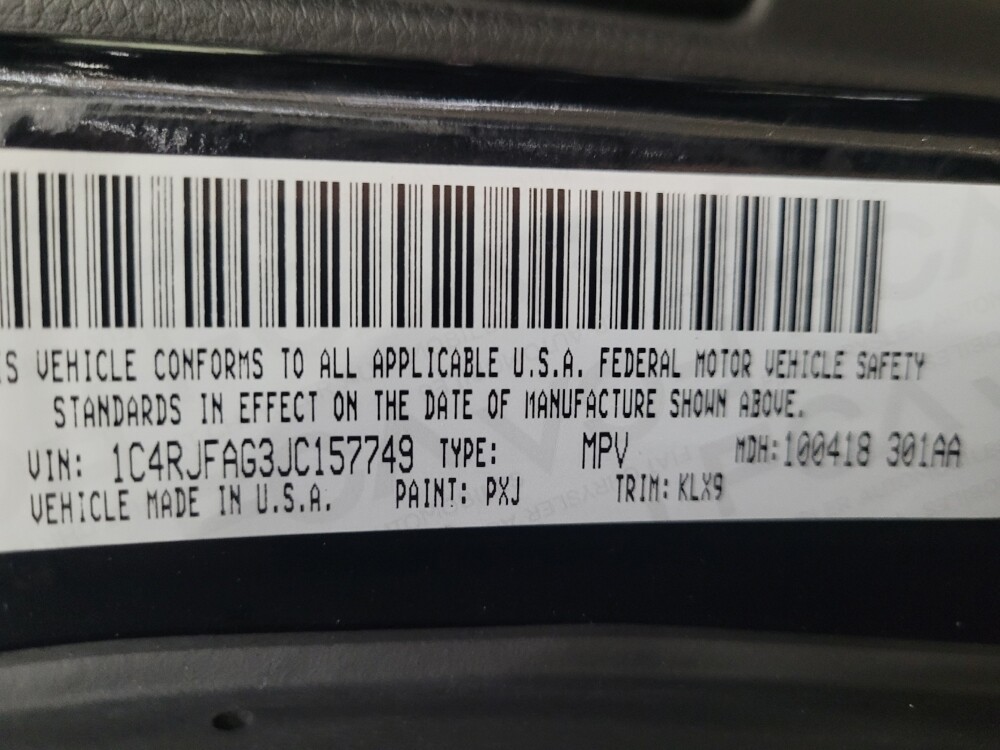 IS VEHICLE CONFORMS TO ALL APPLICABLE U.S.A. FEDERAL MOTOR VEHICLE SAFETY
STANDARDS IN EFFECT ON THE DATE OF MANUFACTURE SHOWN ABOVE.
VIN: 1C4RJFAG3JC157749 TYPE: MPV MDH:100418 301AA
VEHICLE MADE IN U.S.A. PAINT: PXJ TRIM: KLX9